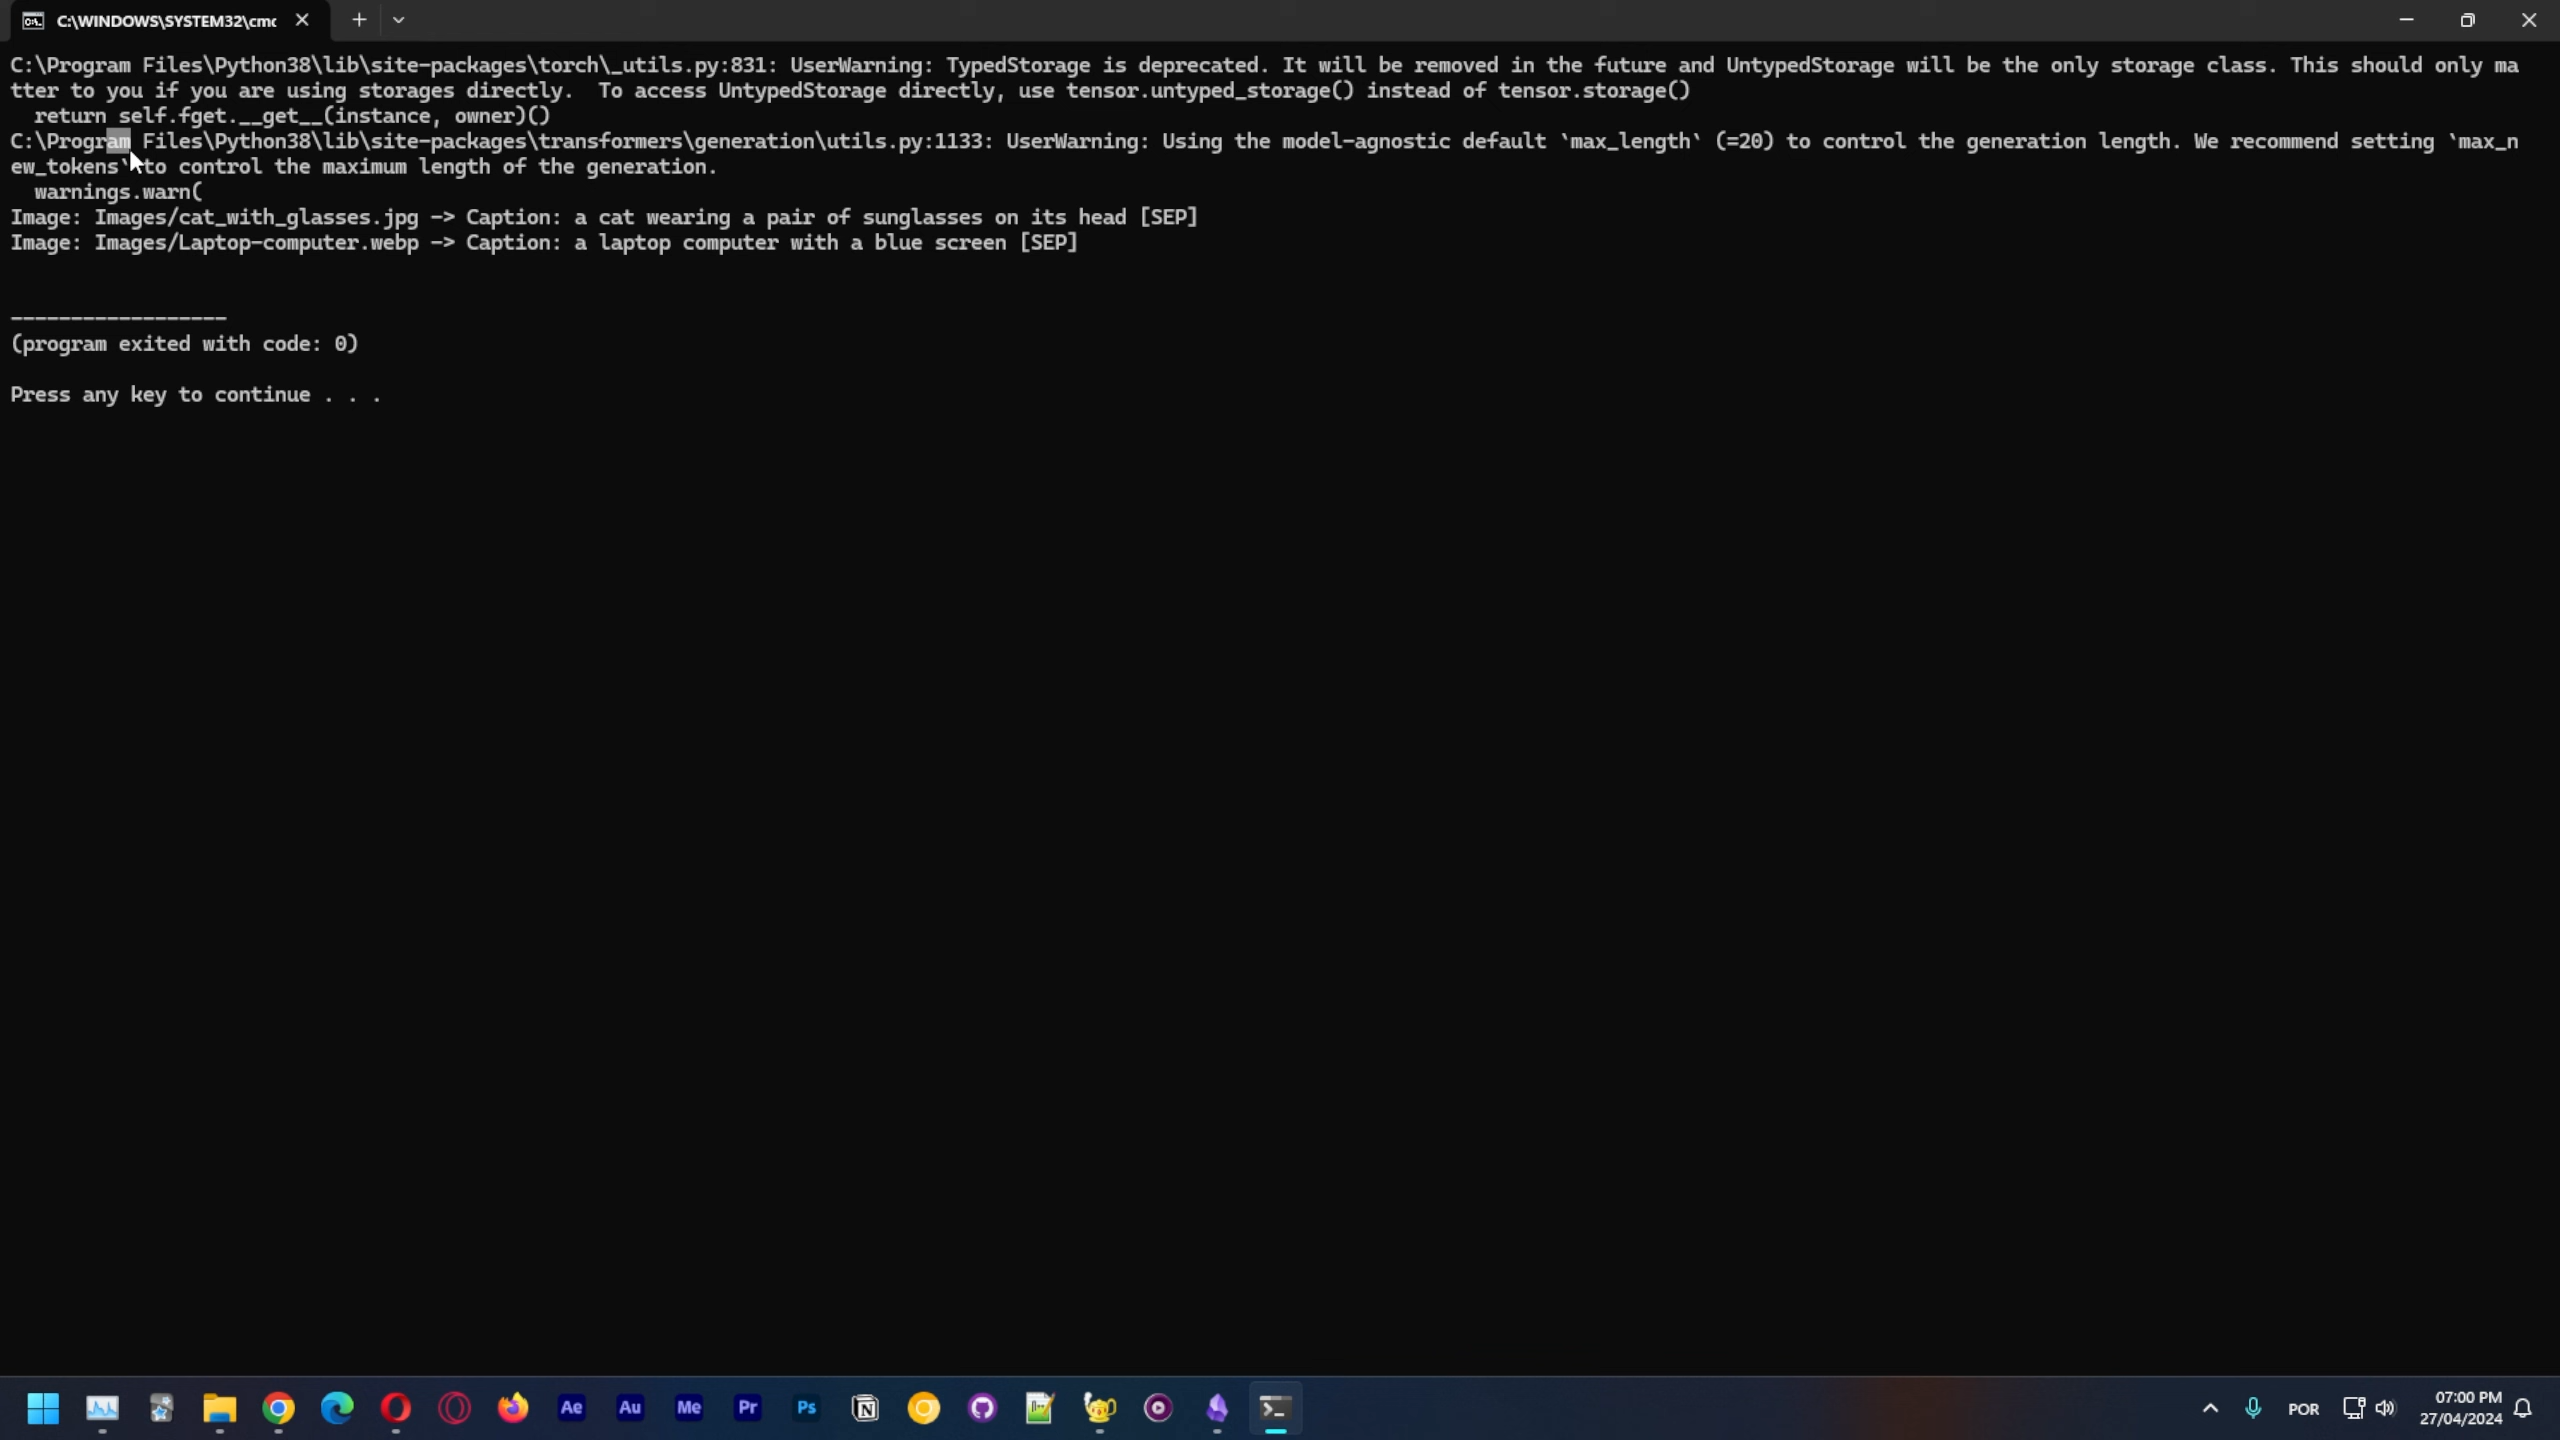 C:\WINDOWS\SYSTEM32\cmd
C:\Program Files\Python38\lib\site-packages\torch\_utils.py:831: UserWarning: TypedStorage is deprecated. It will be removed in the future and UntypedStorage will be the only storage class. This should only ma
tter to you if you are using storages directly.  To access UntypedStorage directly, use tensor.untyped_storage() instead of tensor.storage()
  return self.fget.__get__(instance, owner)()
C:\Program Files\Python38\lib\site-packages\transformers\generation\utils.py:1133: UserWarning: Using the model-agnostic default `max_length` (=20) to control the generation length. We recommend setting `max_n
ew_tokens` to control the maximum length of the generation.
  warnings.warn(
Image: Images/cat_with_glasses.jpg -> Caption: a cat wearing a pair of sunglasses on its head [SEP]
Image: Images/Laptop-computer.webp -> Caption: a laptop computer with a blue screen [SEP]
------------------
(program exited with code: 0)
Press any key to continue . . .
Ae Au Me Pr Ps POR 07:00 PM
27/04/2024